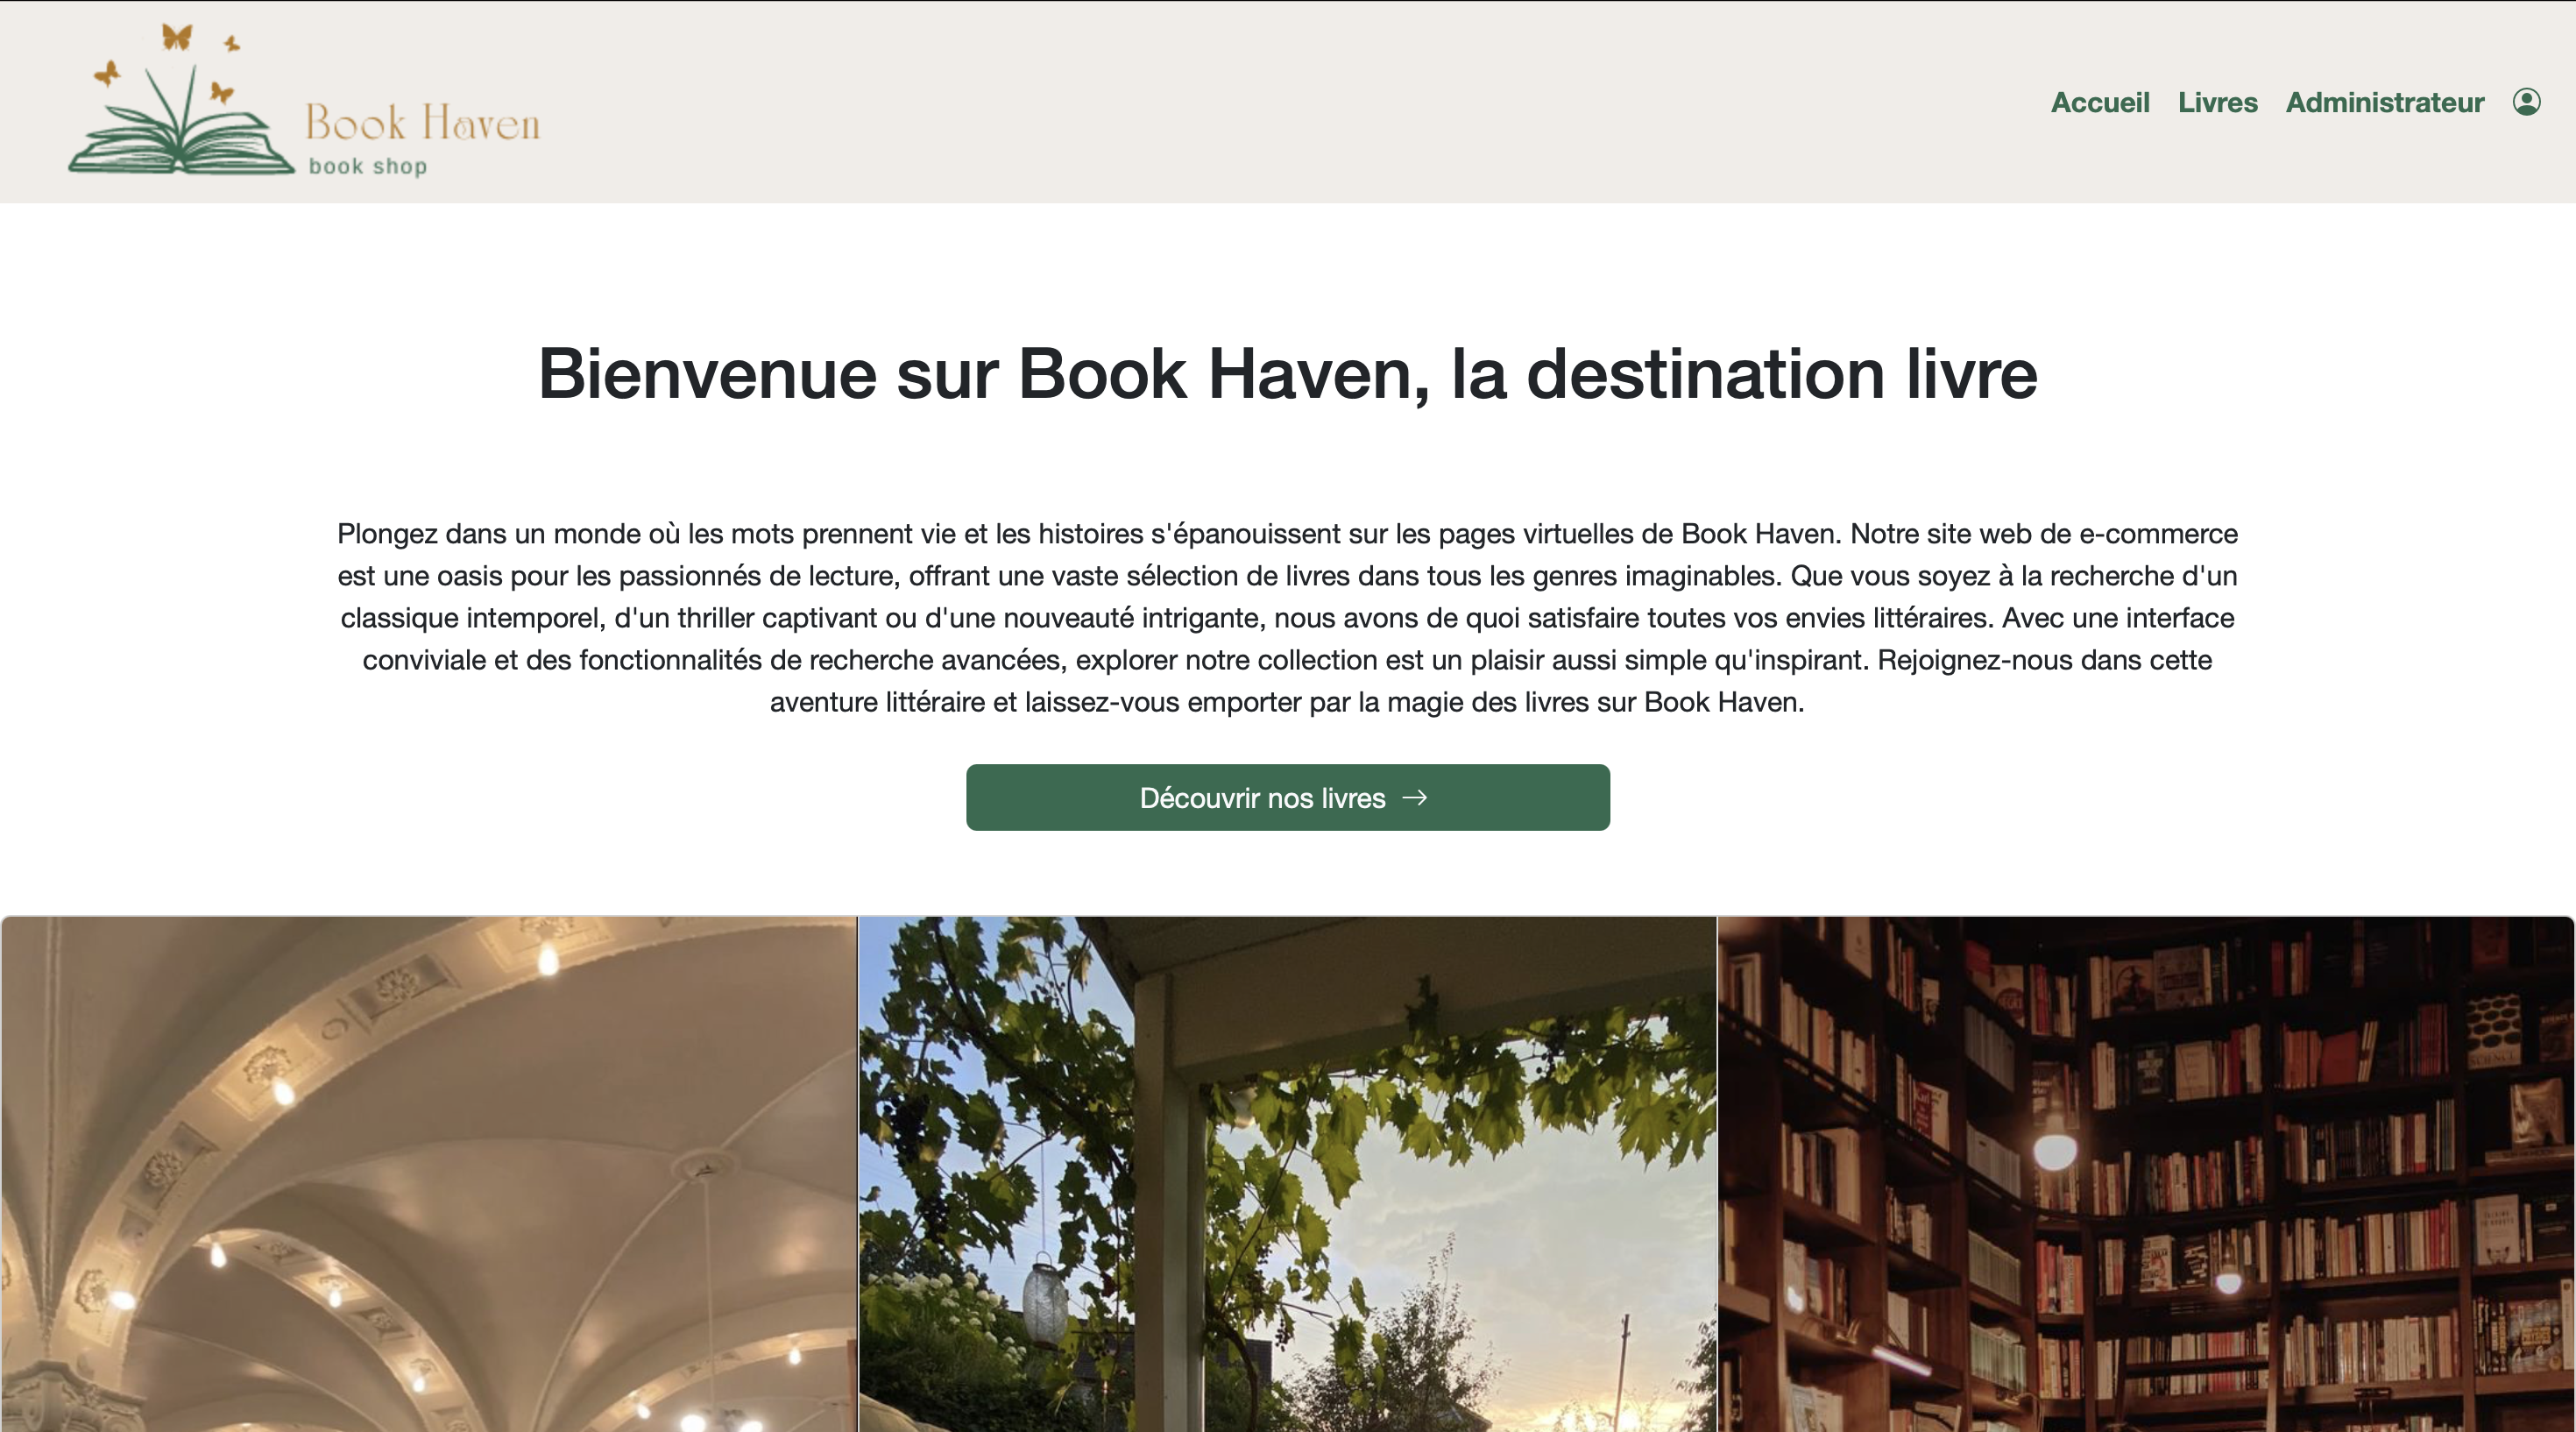 Book Haven
book shop
Accueil Livres Administrateur
Bienvenue sur Book Haven, la destination livre
Plongez dans un monde où les mots prennent vie et les histoires s'épanouissent sur les pages virtuelles de Book Haven. Notre site web de e-commerce
est une oasis pour les passionnés de lecture, offrant une vaste sélection de livres dans tous les genres imaginables. Que vous soyez à la recherche d'un
classique intemporel, d'un thriller captivant ou d'une nouveauté intrigante, nous avons de quoi satisfaire toutes vos envies littéraires. Avec une interface
conviviale et des fonctionnalités de recherche avancées, explorer notre collection est un plaisir aussi simple qu'inspirant. Rejoignez-nous dans cette
aventure littéraire et laissez-vous emporter par la magie des livres sur Book Haven.
Découvrir nos livres →
SCIENCE